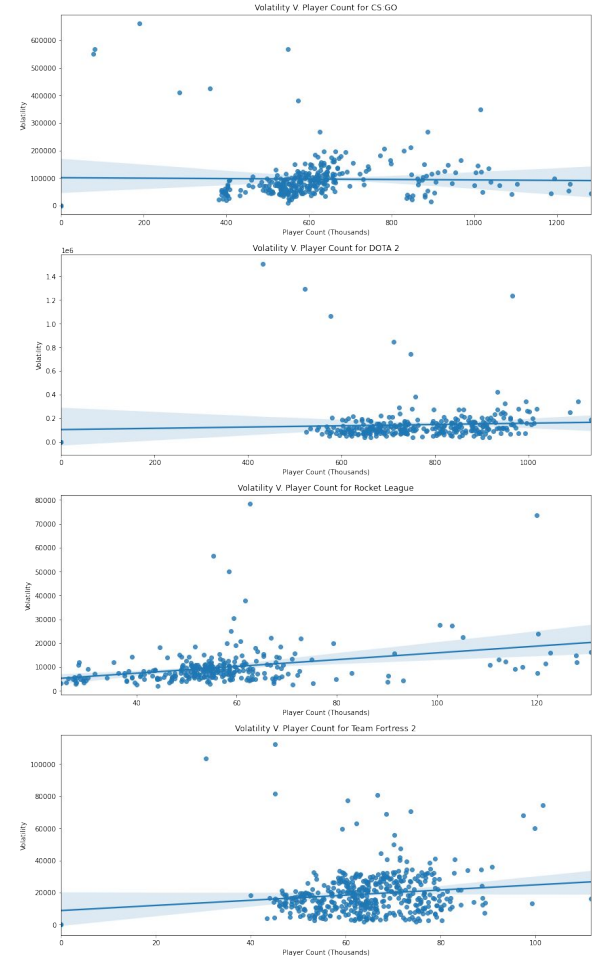 Volatility V. Player Count for CS GO
600000
500000
400000
300000
200000
100000
0
Volatility
0 200 400 600 800 1000 1200
Player Count (Thousands)
1e6
Volatility V. Player Count for DOTA 2
1.4
1.2
1.0
0.8
0.6
0.4
0.2
0.0
Volatility
0 200 400 600 800 1000
Player Count (Thousands)
Volatility V. Player Count for Rocket League
80000
70000
60000
50000
40000
30000
20000
10000
0
Volatility
40 60 80 100 120
Player Count (Thousands)
Volatility V. Player Count for Team Fortress 2
100000
80000
60000
40000
20000
0
Volatility
0 20 40 60 80 100
Player Count (Thousands)